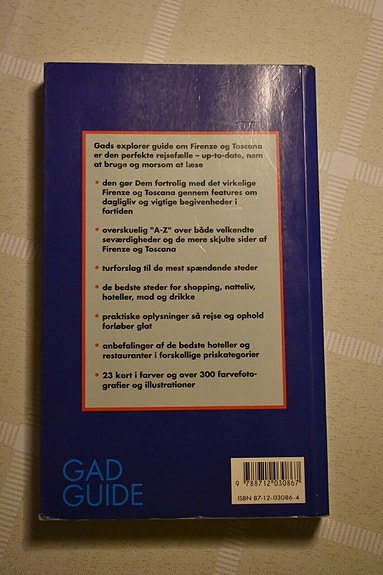 Gads explorer guide om Firenze og Toscana
er den perfekte rejsefælle – up-to-date, nem
at bruge og morsom at læse
• den gør Dem fortrolig med det virkelige
Firenze og Toscana gennem features om
dagligliv og vigtige begivenheder i
fortiden
• overskuelig "A-Z" over både velkendte
seværdigheder og de mere skjulte sider af
Firenze og Toscana
• turforslag til de mest spændende steder
• de bedste steder for shopping, natteliv,
hoteller, mad og drikke
• praktiske oplysninger så rejse og ophold
forløber glat
• anbefalinger af de bedste hoteller og
restauranter i forskellige priskategorier
• 23 kort i farver og over 300 farvefoto-
grafier og illustrationer
GAD
GUIDE
9 788712 030867
ISBN 87-12-03086-4